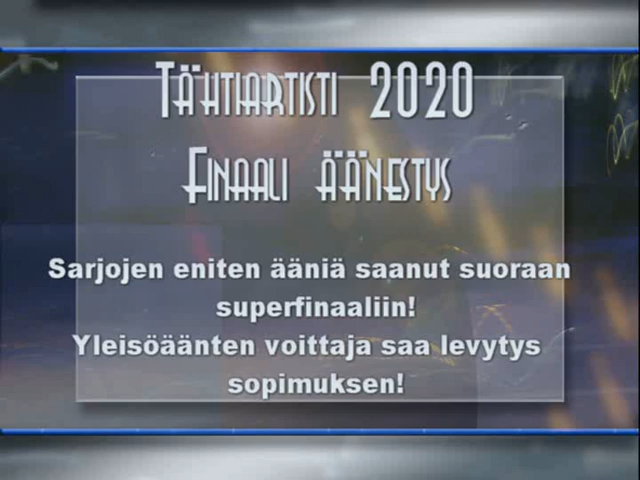 Tähtiartisti 2020
Finaali äänestys
Sarjojen eniten ääniä saanut suoraan
superfinaaliin!
Yleisöäänten voittaja saa levytys
sopimuksen!